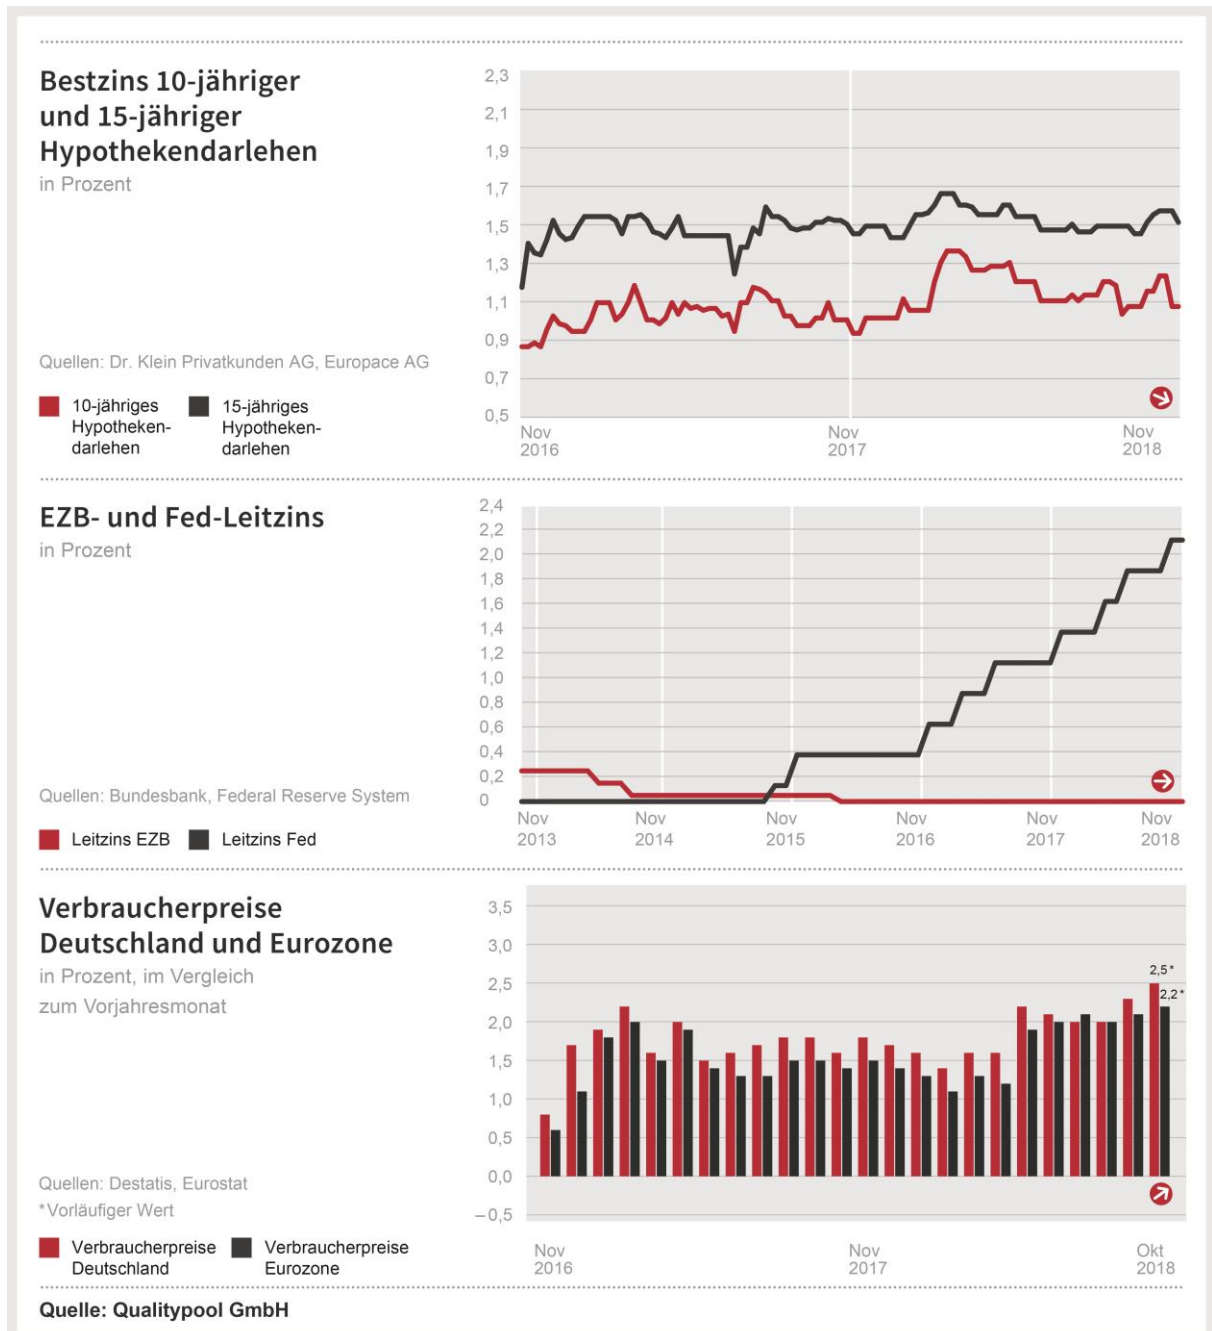 Bestzins 10-jähriger
und 15-jähriger
Hypothekendarlehen
in Prozent
Quellen: Dr. Klein Privatkunden AG, Europace AG
10-jähriges
Hypotheken-
darlehen
15-jähriges
Hypotheken-
darlehen
2,3
2,1
1,9
1,7
1,5
1,3
1,1
0,9
0,7
0,5
Nov
2016
Nov
2017
Nov
2018
EZB- und Fed-Leitzins
in Prozent
Quellen: Bundesbank, Federal Reserve System
Leitzins EZB
Leitzins Fed
2,4
2,2
2,0
1,8
1,6
1,4
1,2
1,0
0,8
0,6
0,4
0,2
0
Nov
2013
Nov
2014
Nov
2015
Nov
2016
Nov
2017
Nov
2018
Verbraucherpreise
Deutschland und Eurozone
in Prozent, im Vergleich
zum Vorjahresmonat
Quellen: Destatis, Eurostat
*Vorläufiger Wert
Verbraucherpreise
Deutschland
Verbraucherpreise
Eurozone
3,5
3,0
2,5
2,0
1,5
1,0
0,5
0,0
–0,5
2,5*
2,2*
Nov
2016
Nov
2017
Okt
2018
Quelle: Qualitypool GmbH